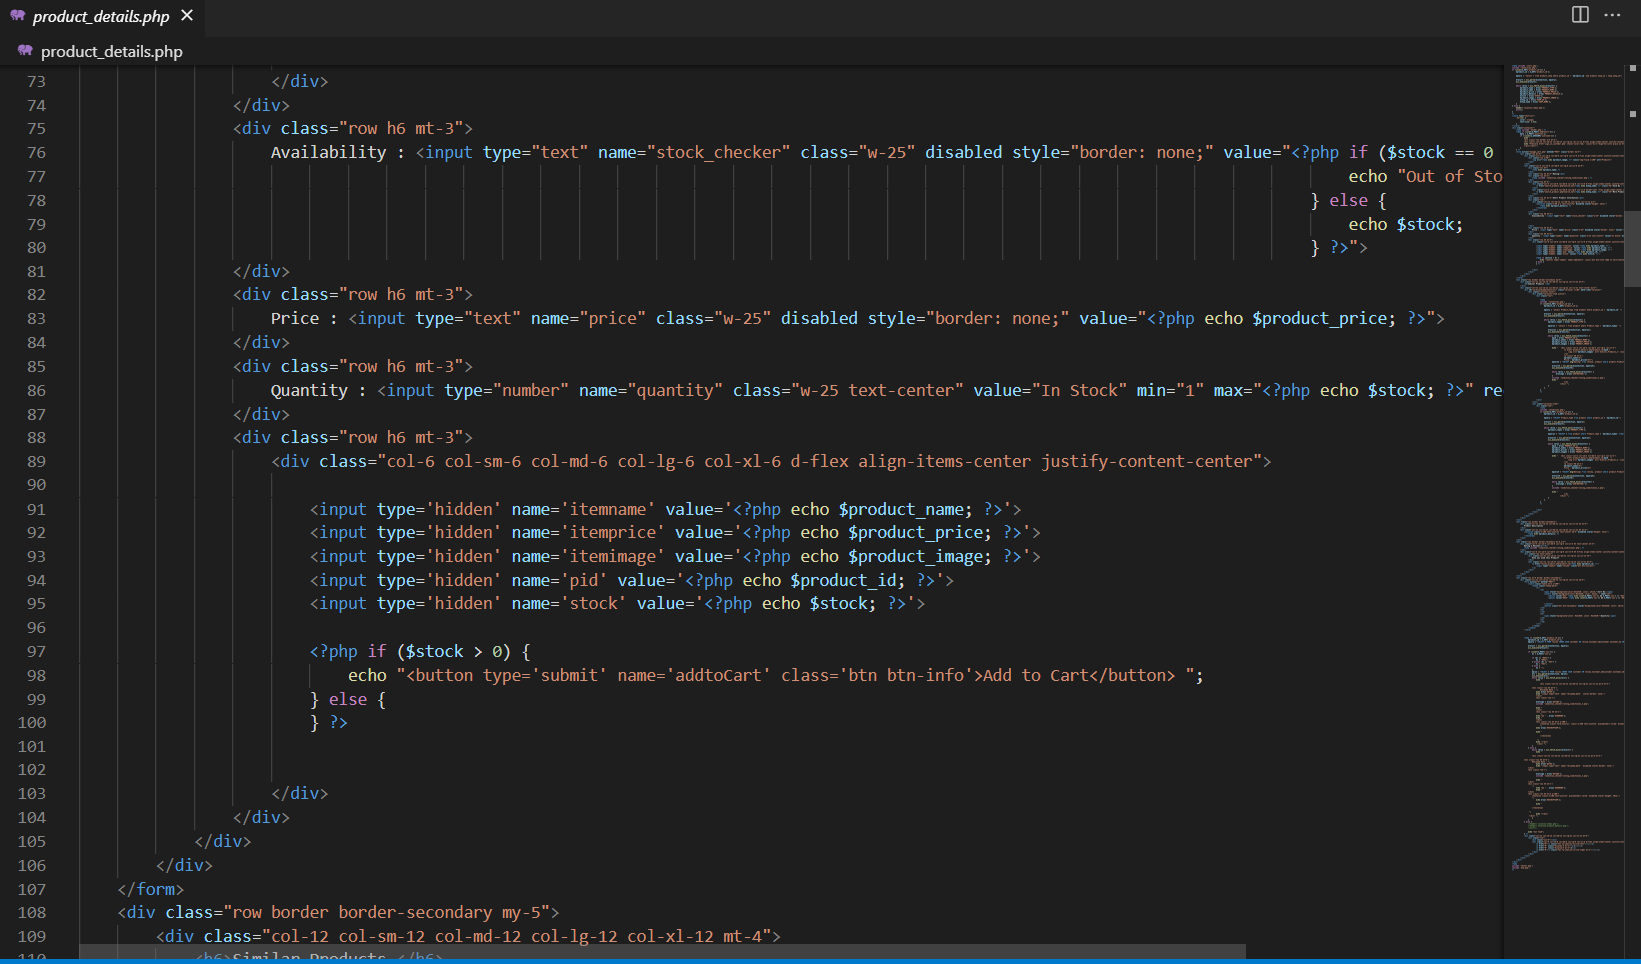 product_details.php
product_details.php
73 </div>
74 </div>
75 <div class="row h6 mt-3">
76 Availability : <input type="text" name="stock_checker" class="w-25" disabled style="border: none;" value="<?php if ($stock == 0
77 echo "Out of Sto
78 } else {
79 echo $stock;
80 } ?>">
81 </div>
82 <div class="row h6 mt-3">
83 Price : <input type="text" name="price" class="w-25" disabled style="border: none;" value="<?php echo $product_price; ?>">
84 </div>
85 <div class="row h6 mt-3">
86 Quantity : <input type="number" name="quantity" class="w-25 text-center" value="In Stock" min="1" max="<?php echo $stock; ?>" re
87 </div>
88 <div class="row h6 mt-3">
89 <div class="col-6 col-sm-6 col-md-6 col-lg-6 col-xl-6 d-flex align-items-center justify-content-center">
90
91 <input type='hidden' name='itemname' value='<?php echo $product_name; ?>'>
92 <input type='hidden' name='itemprice' value='<?php echo $product_price; ?>'>
93 <input type='hidden' name='itemimage' value='<?php echo $product_image; ?>'>
94 <input type='hidden' name='pid' value='<?php echo $product_id; ?>'>
95 <input type='hidden' name='stock' value='<?php echo $stock; ?>'>
96
97 <?php if ($stock > 0) {
98 echo "<button type='submit' name='addtoCart' class='btn btn-info'>Add to Cart</button> ";
99 } else {
100 } ?>
101
102
103 </div>
104 </div>
105 </div>
106 </div>
107 </form>
108 <div class="row border border-secondary my-5">
109 <div class="col-12 col-sm-12 col-md-12 col-lg-12 col-xl-12 mt-4">
110 <h6>Similar Products </h6>